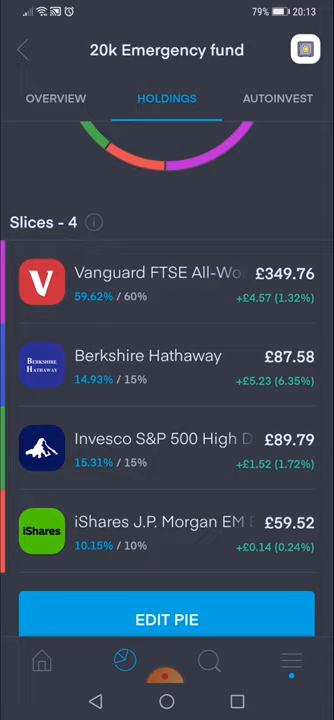 79% 20:13
20k Emergency fund
OVERVIEW HOLDINGS AUTOINVEST
Slices - 4
Vanguard FTSE All-Wo £349.76
59.62% / 60% +£4.57 (1.32%)
BERKSHIRE
HATHAWAY
Berkshire Hathaway £87.58
14.93% / 15% +£5.23 (6.35%)
Invesco S&P 500 High D £89.79
15.31% / 15% +£1.52 (1.72%)
iShares
iShares J.P. Morgan EM £59.52
10.15% / 10% +£0.14 (0.24%)
EDIT PIE